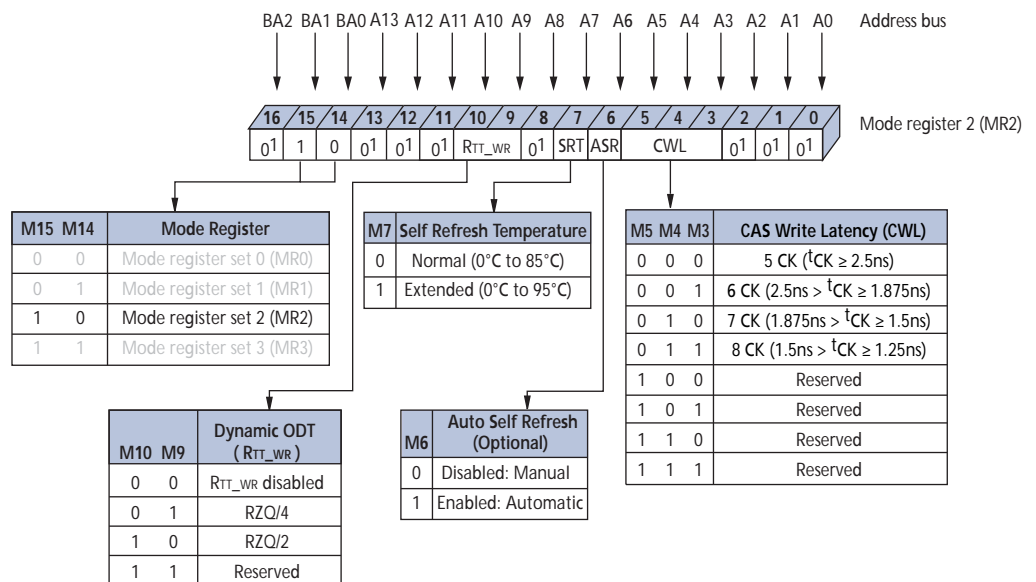 BA2 BA1 BA0 A13 A12 A11 A10 A9 A8 A7 A6 A5 A4 A3 A2 A1 A0 Address bus
16 15 14 13 12 11 10 9 8 7 6 5 4 3 2 1 0
Mode register 2 (MR2)
0¹ 1 0 0¹ 0¹ 0¹ RTT_WR 0¹ SRT ASR CWL 0¹ 0¹ 0¹
M15 M14 Mode Register
0 0 Mode register set 0 (MR0)
0 1 Mode register set 1 (MR1)
1 0 Mode register set 2 (MR2)
1 1 Mode register set 3 (MR3)
M7 Self Refresh Temperature
0 Normal (0°C to 85°C)
1 Extended (0°C to 95°C)
M5 M4 M3 CAS Write Latency (CWL)
0 0 0 5 CK (ᵗCK ≥ 2.5ns)
0 0 1 6 CK (2.5ns > ᵗCK ≥ 1.875ns)
0 1 0 7 CK (1.875ns > ᵗCK ≥ 1.5ns)
0 1 1 8 CK (1.5ns > ᵗCK ≥ 1.25ns)
1 0 0 Reserved
1 0 1 Reserved
1 1 0 Reserved
1 1 1 Reserved
M10 M9 Dynamic ODT
(RTT_WR)
0 0 RTT_WR disabled
0 1 RZQ/4
1 0 RZQ/2
1 1 Reserved
M6 Auto Self Refresh
(Optional)
0 Disabled: Manual
1 Enabled: Automatic